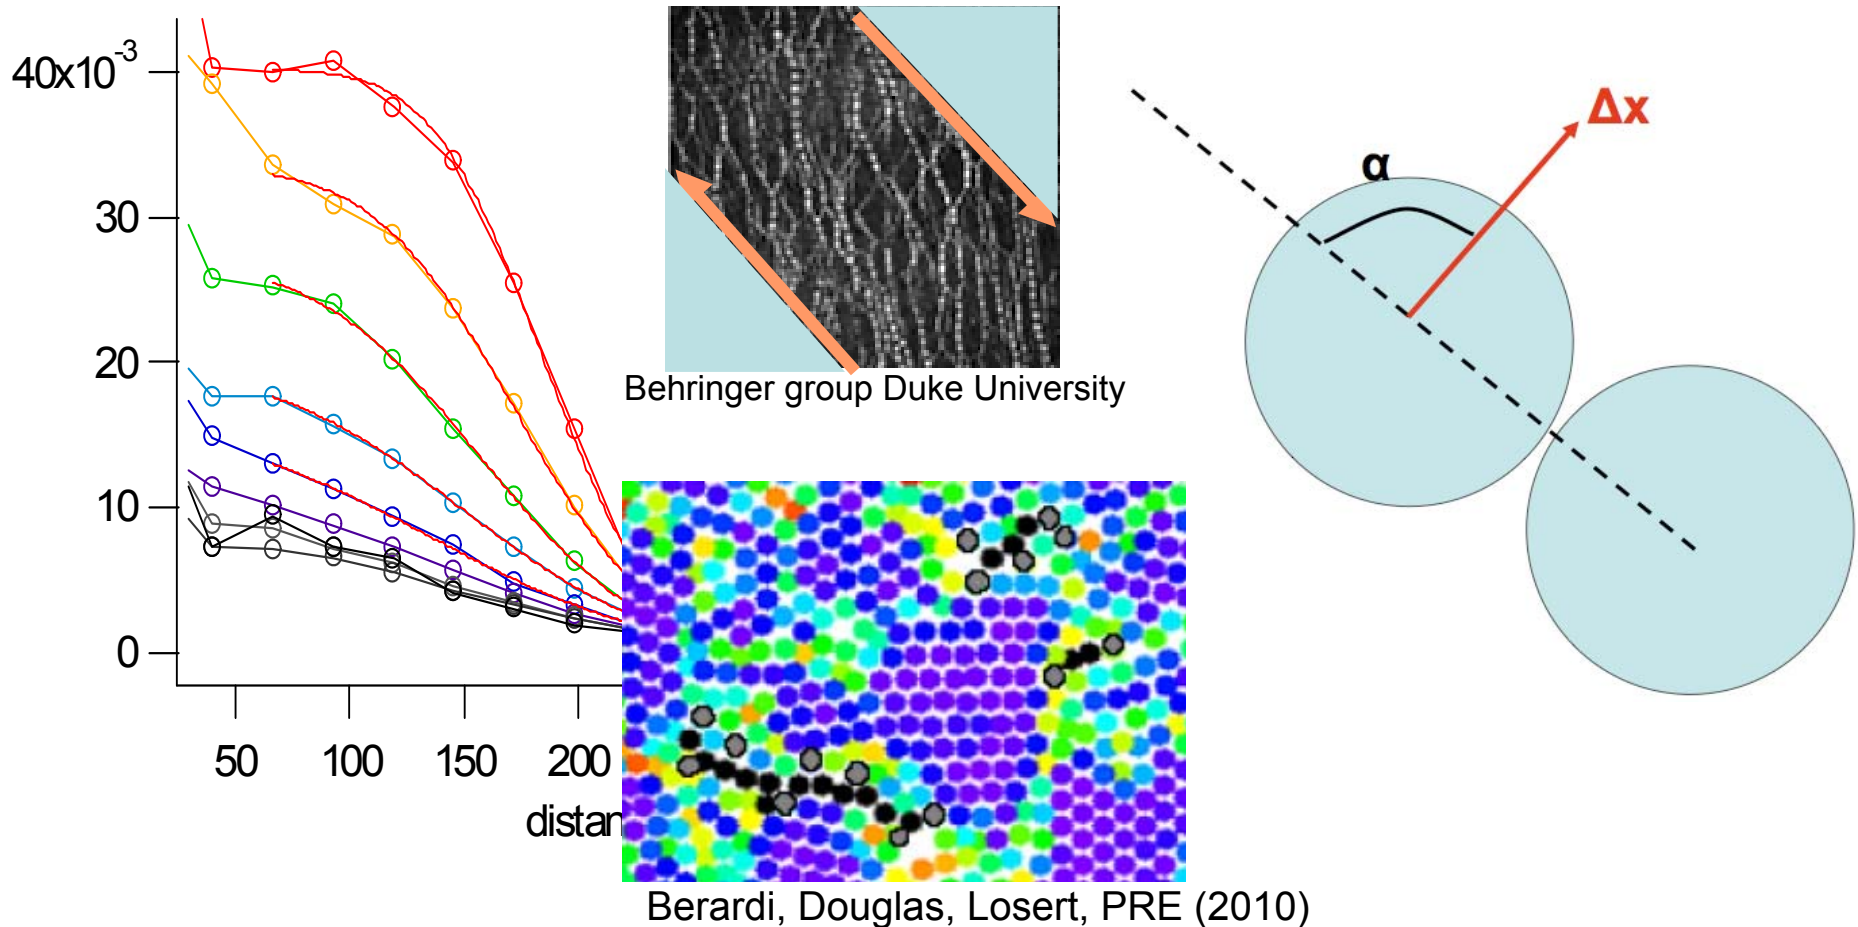 40x10-3
30
20
10
0
50 100 150 200
distan
Behringer group Duke University
α
Δx
Berardi, Douglas, Losert, PRE (2010)